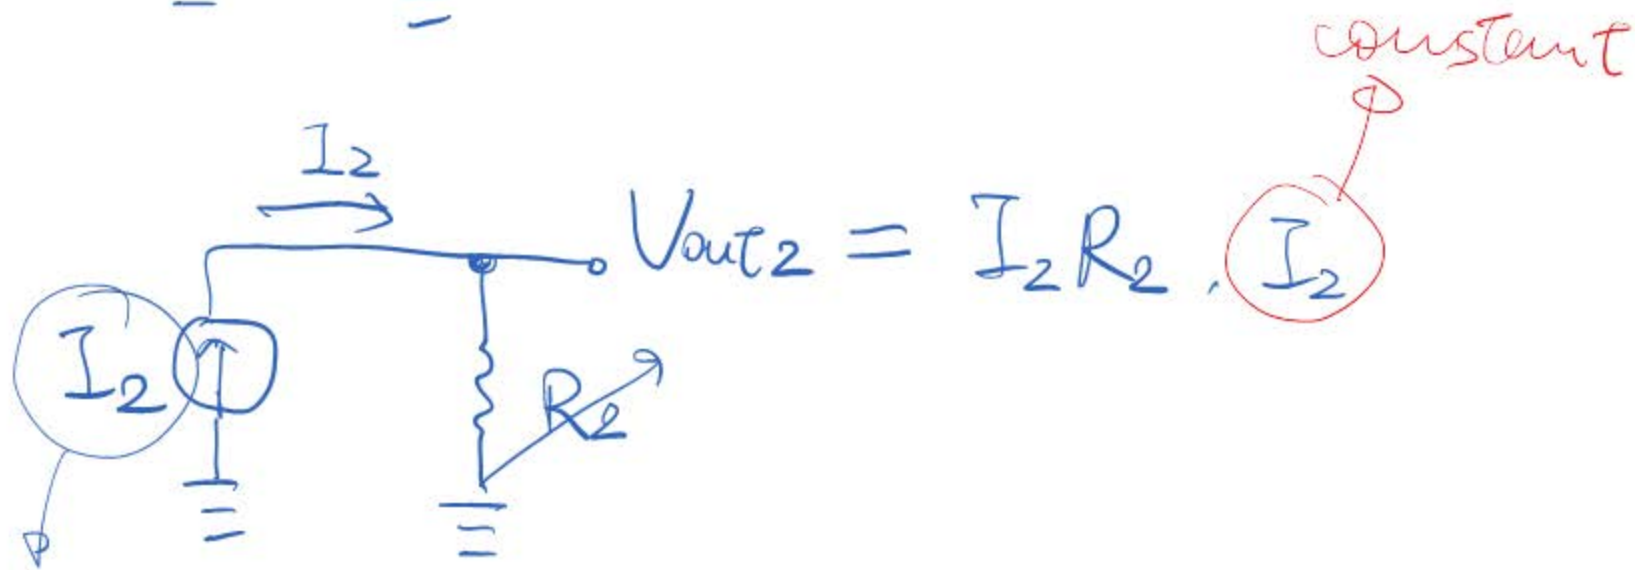 constant
I₂
Vout2 = I₂R₂ . I₂
I₂
R₂